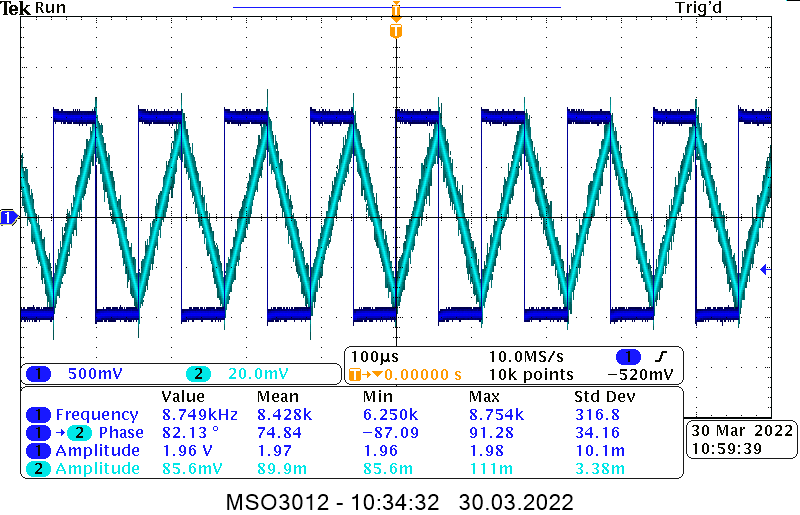 Tek Run Trig'd
T
T
1
100µs 10.0MS/s 1
1 500mV 2 20.0mV T→▼0.00000 s 10k points −520mV
Value Mean Min Max Std Dev
1 Frequency 8.749kHz 8.428k 6.250k 8.754k 316.8
1 → 2 Phase 82.13 ° 74.84 −87.09 91.28 34.16
1 Amplitude 1.96 V 1.97 1.96 1.98 10.1m
2 Amplitude 85.6mV 89.9m 85.6m 111m 3.38m
30 Mar 2022
10:59:39
MSO3012 - 10:34:32 30.03.2022